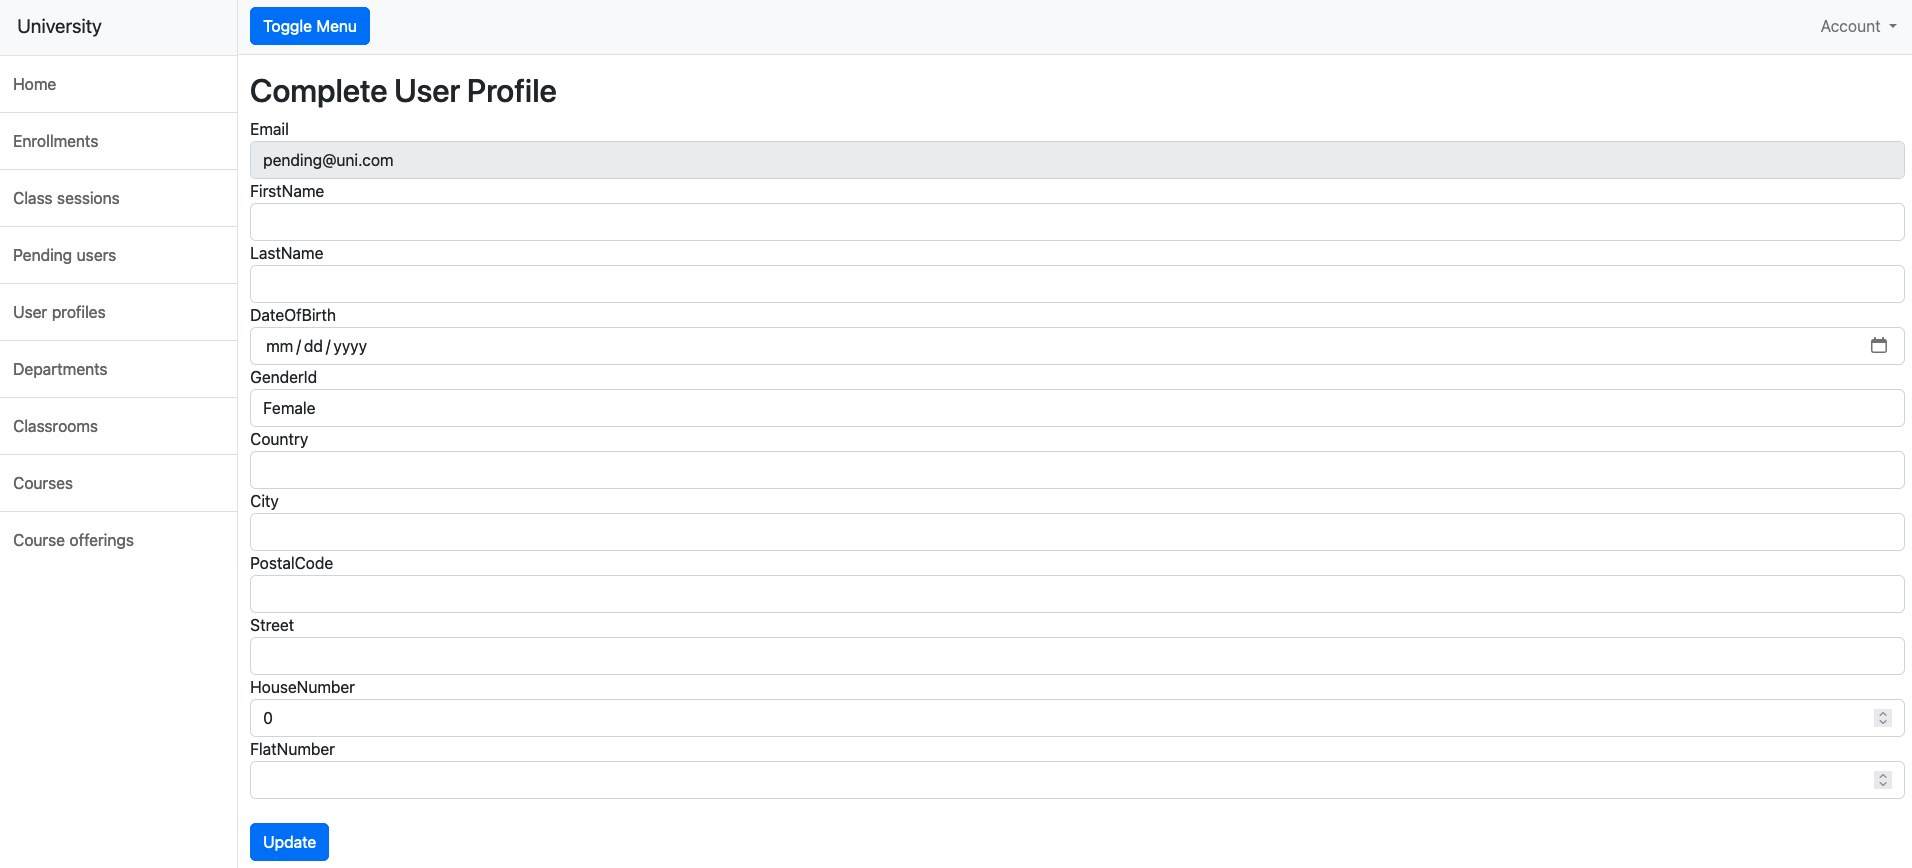 University
Toggle Menu
Account
Home
Enrollments
Class sessions
Pending users
User profiles
Departments
Classrooms
Courses
Course offerings
Complete User Profile
Email
pending@uni.com
FirstName
LastName
DateOfBirth
mm/dd/yyyy
GenderId
Female
Country
City
PostalCode
Street
HouseNumber
0
FlatNumber
Update